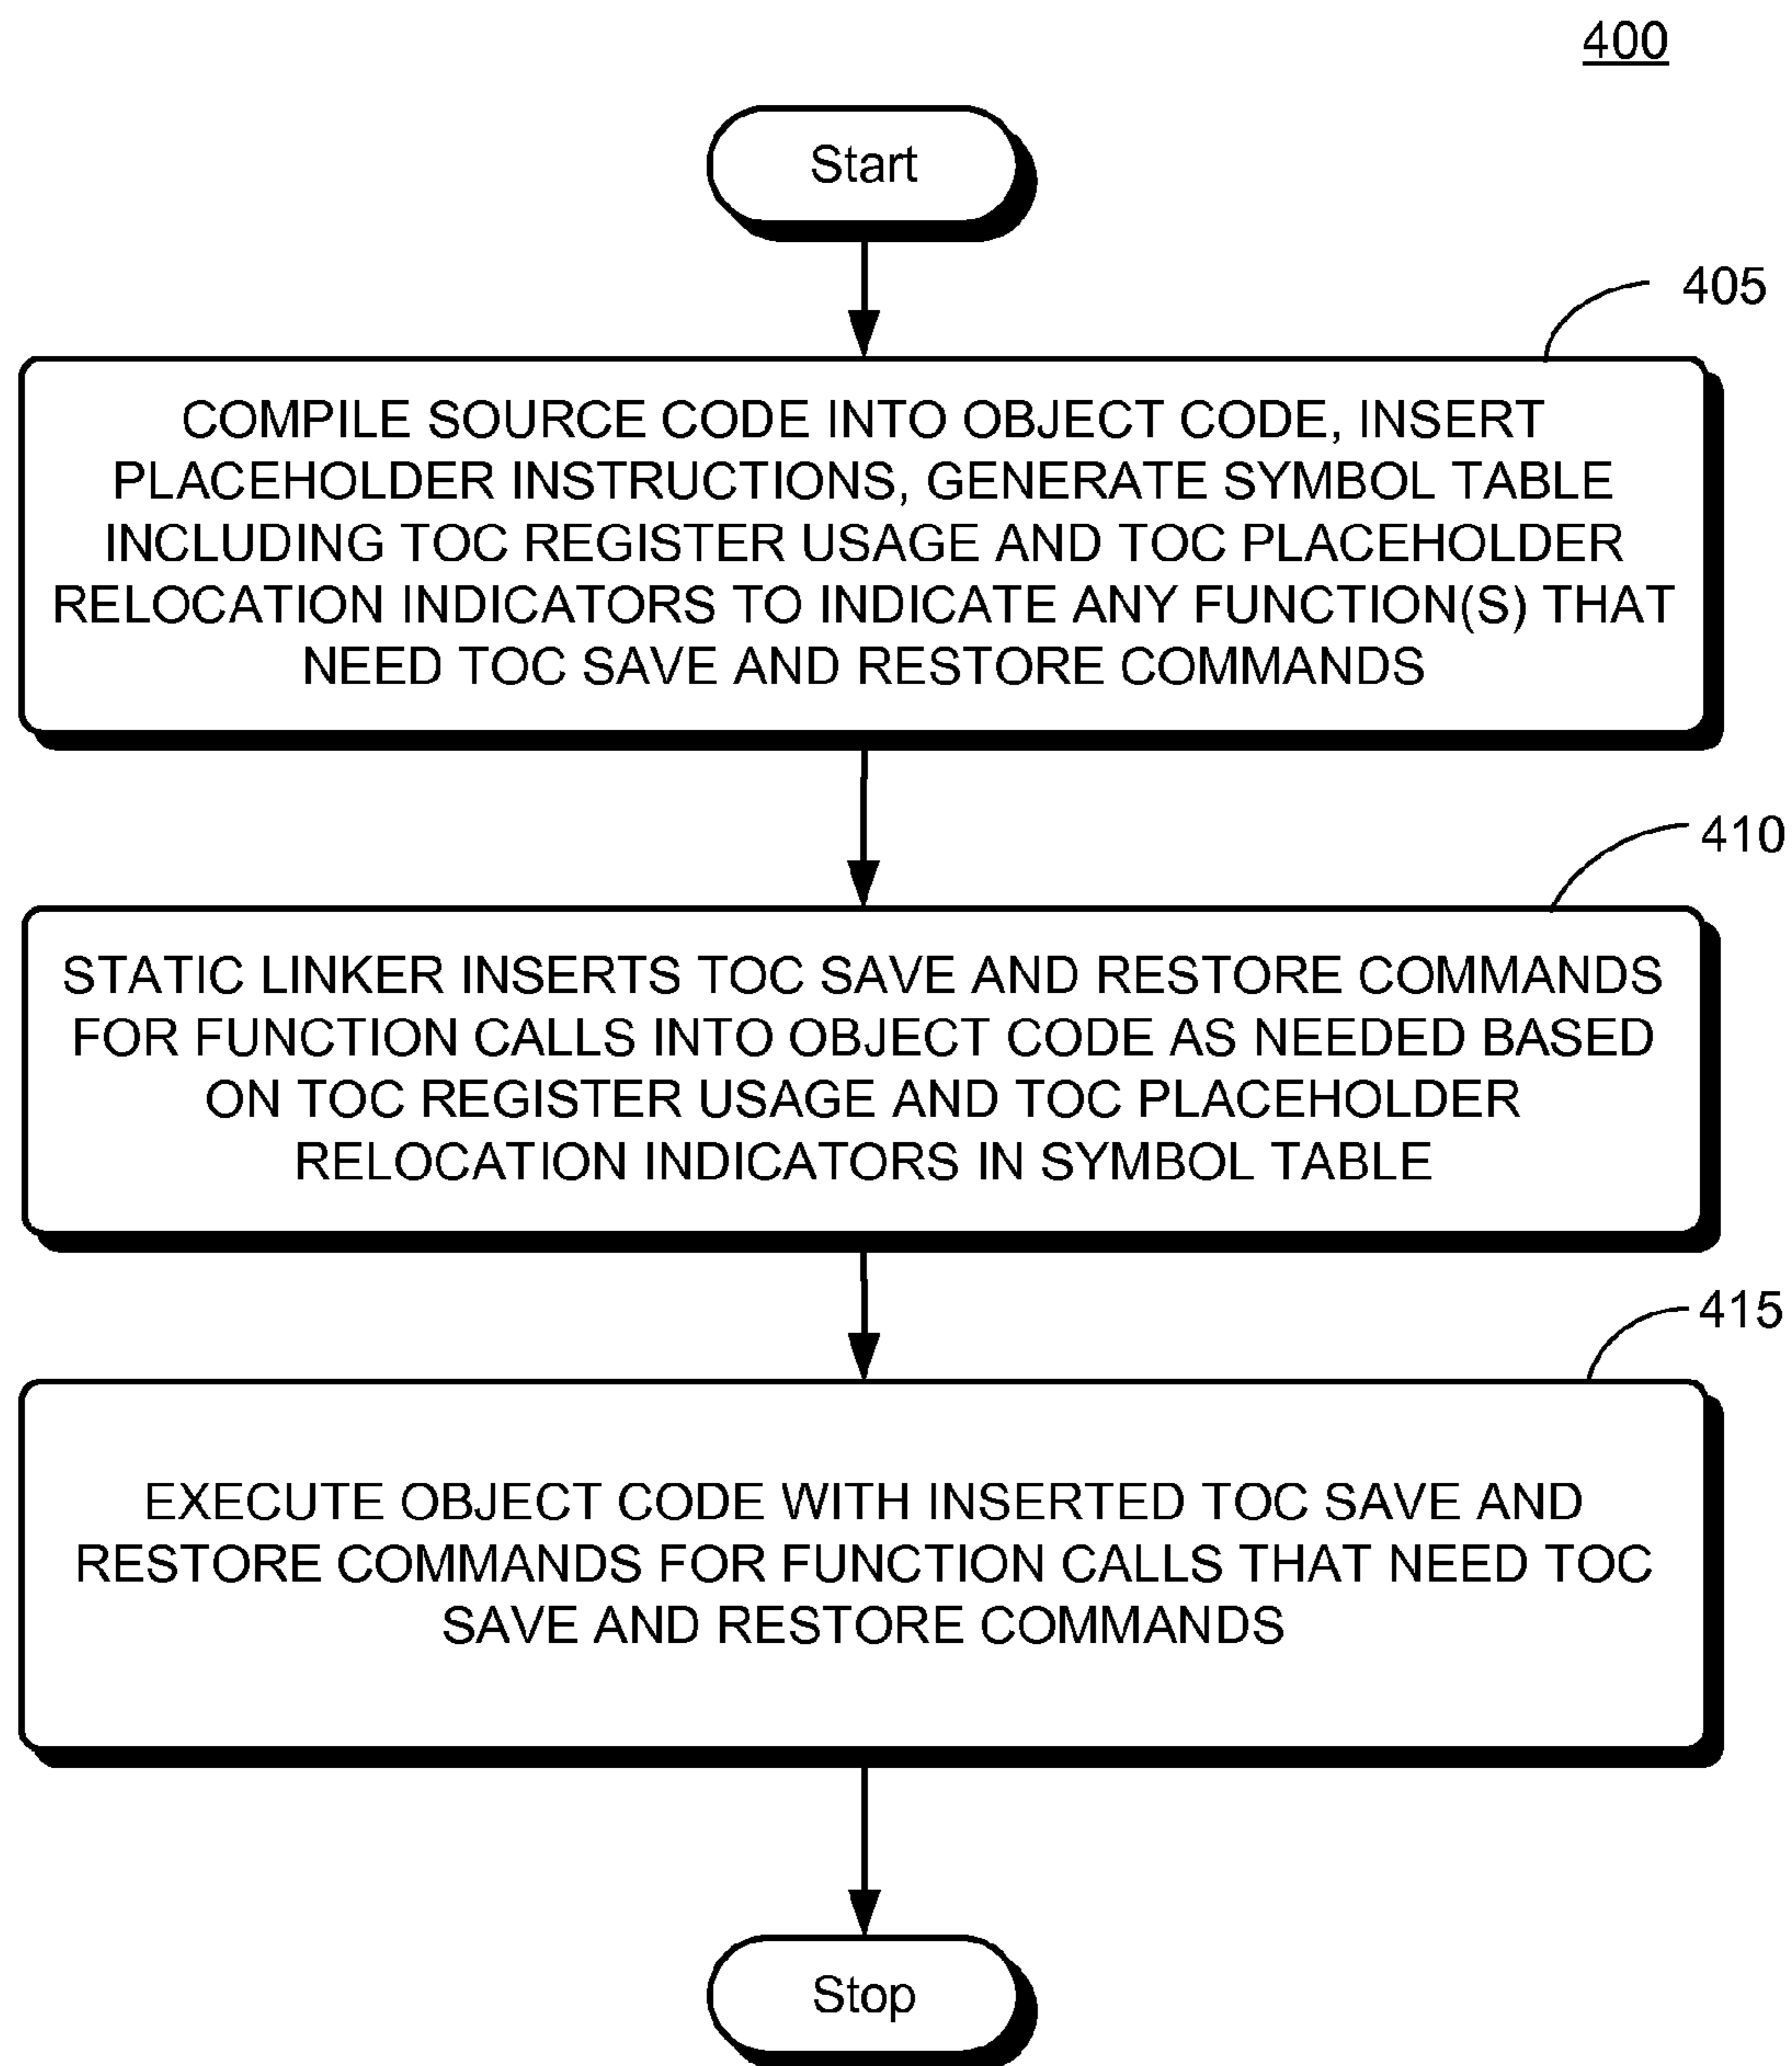 400
Start
405
COMPILE SOURCE CODE INTO OBJECT CODE, INSERT
PLACEHOLDER INSTRUCTIONS, GENERATE SYMBOL TABLE
INCLUDING TOC REGISTER USAGE AND TOC PLACEHOLDER
RELOCATION INDICATORS TO INDICATE ANY FUNCTION(S) THAT
NEED TOC SAVE AND RESTORE COMMANDS
410
STATIC LINKER INSERTS TOC SAVE AND RESTORE COMMANDS
FOR FUNCTION CALLS INTO OBJECT CODE AS NEEDED BASED
ON TOC REGISTER USAGE AND TOC PLACEHOLDER
RELOCATION INDICATORS IN SYMBOL TABLE
415
EXECUTE OBJECT CODE WITH INSERTED TOC SAVE AND
RESTORE COMMANDS FOR FUNCTION CALLS THAT NEED TOC
SAVE AND RESTORE COMMANDS
Stop